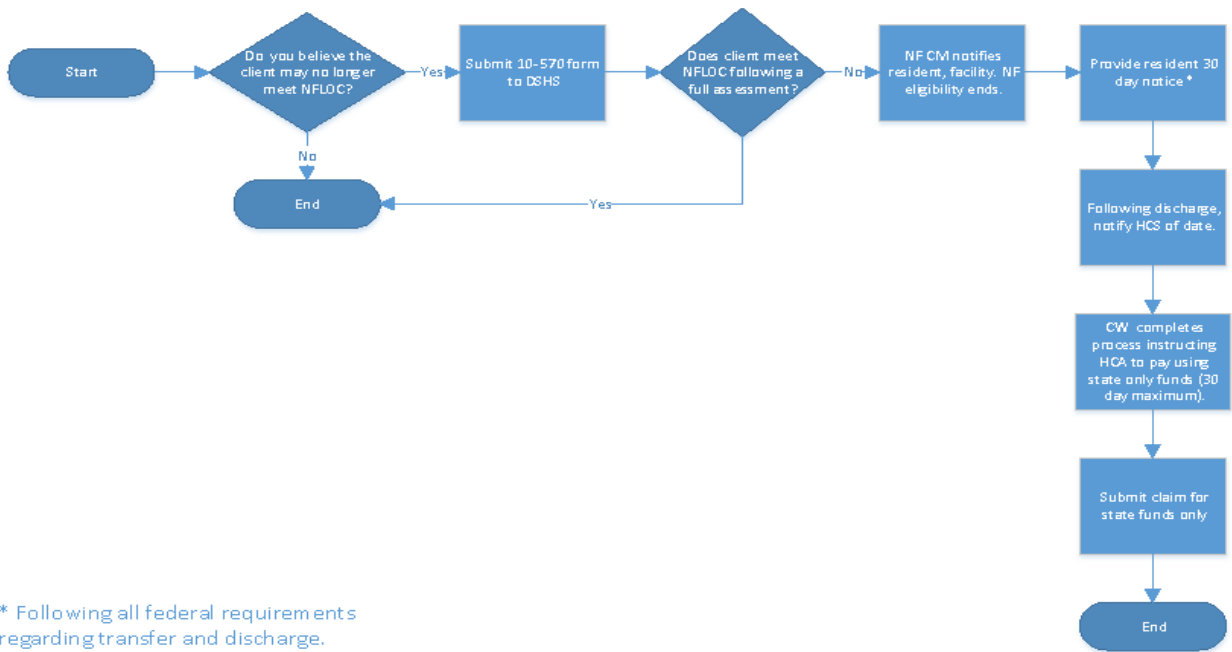 Start
Do you believe the
client may no longer
meet NFLOC?
Yes
Submit 10-570 form
to DSHS
Does client meet
NFLOC following a
full assessment?
No
NF CM notifies
resident, facility. NF
eligibility ends.
Provide resident 30
day notice *
No
End
Yes
Following discharge,
notify HCS of date.
CW completes
process instructing
HCA to pay using
state only funds (30
day maximum).
Submit claim for
state funds only
End
* Following all federal requirements
regarding transfer and discharge.